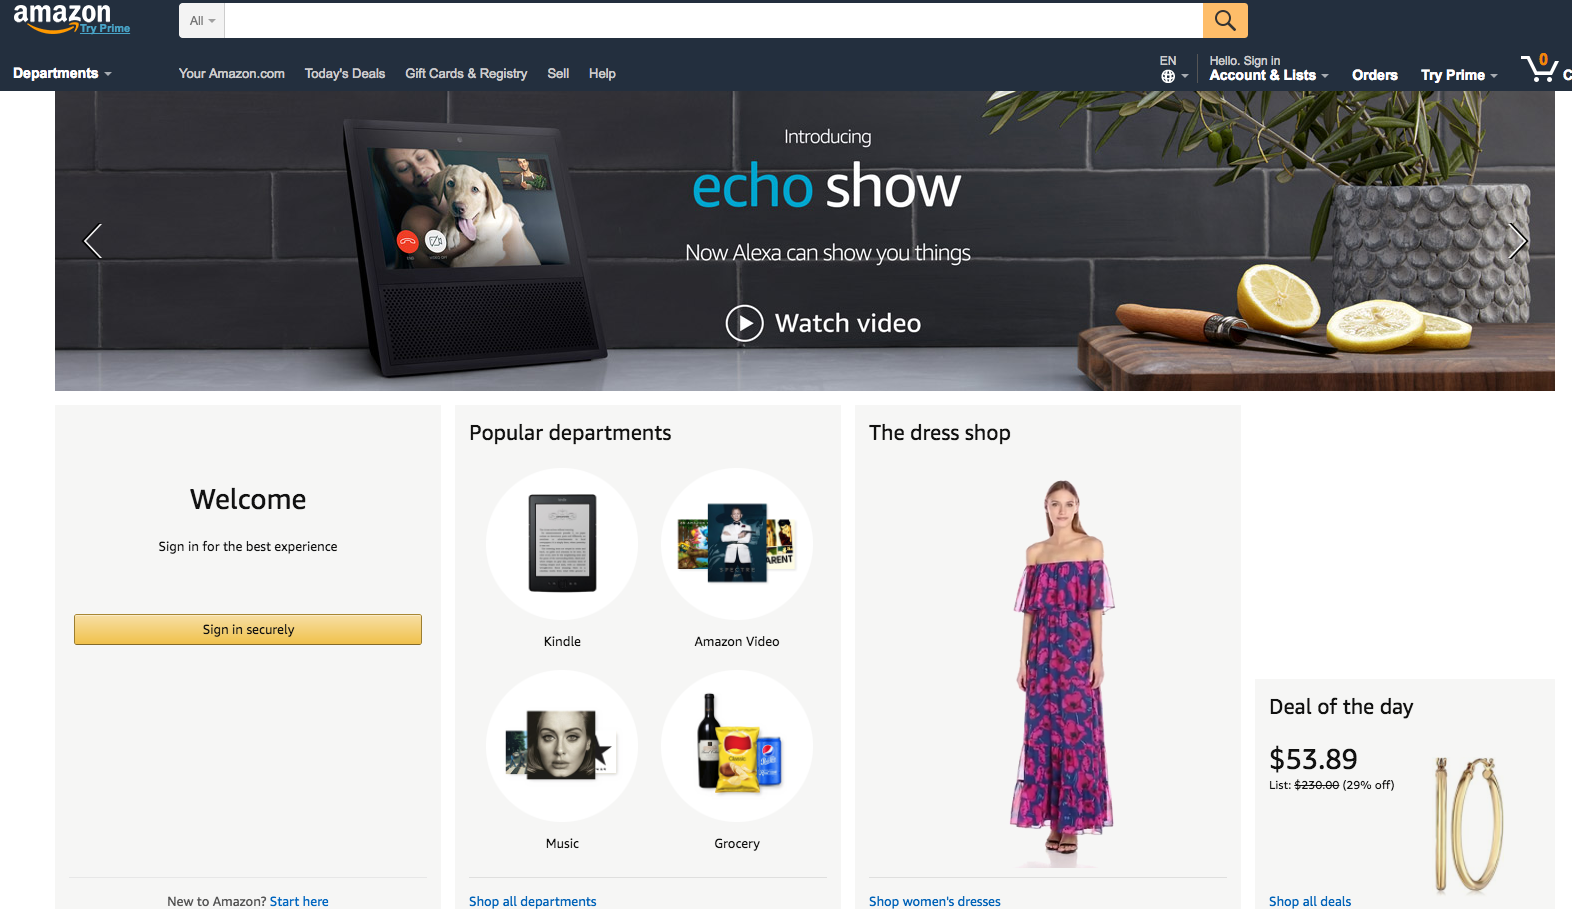 amazon
Try Prime
All
Departments
Your Amazon.com
Today's Deals
Gift Cards & Registry
Sell
Help
EN
Hello. Sign in
Account & Lists
Orders
Try Prime
0
C
Introducing
echo show
Now Alexa can show you things
Watch video
Welcome
Sign in for the best experience
Sign in securely
New to Amazon? Start here
Popular departments
SPECTRE
ARENT
Kindle
Amazon Video
Classic
Music
Grocery
Shop all departments
The dress shop
Shop women's dresses
Deal of the day
$53.89
List: $230.00 (29% off)
Shop all deals